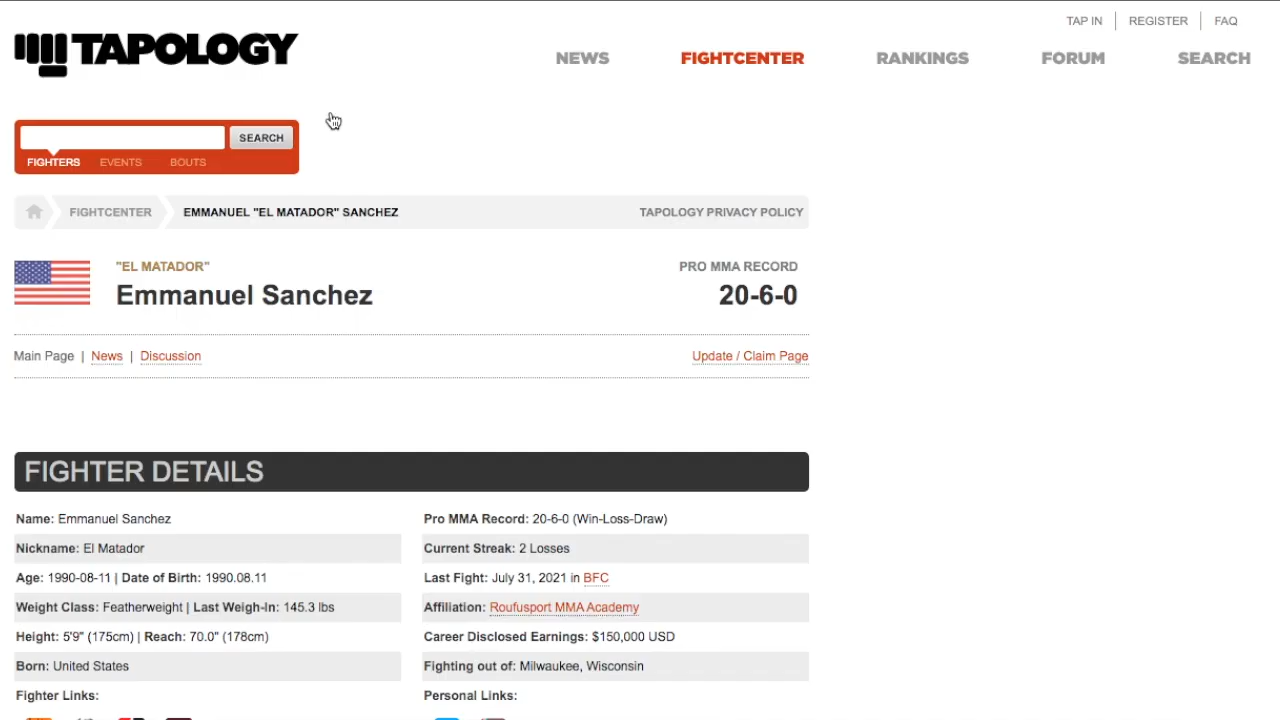 TAP IN
REGISTER
FAQ
TAPOLOGY
NEWS
FIGHTCENTER
RANKINGS
FORUM
SEARCH
SEARCH
FIGHTERS
EVENTS
BOUTS
FIGHTCENTER
EMMANUEL "EL MATADOR" SANCHEZ
TAPOLOGY PRIVACY POLICY
"EL MATADOR"
Emmanuel Sanchez
PRO MMA RECORD
20-6-0
Main Page | News | Discussion
Update / Claim Page
FIGHTER DETAILS
Name: Emmanuel Sanchez
Pro MMA Record: 20-6-0 (Win-Loss-Draw)
Nickname: El Matador
Current Streak: 2 Losses
Age: 1990-08-11 | Date of Birth: 1990.08.11
Last Fight: July 31, 2021 in BFC
Weight Class: Featherweight | Last Weigh-In: 145.3 lbs
Affiliation: Roufusport MMA Academy
Height: 5'9" (175cm) | Reach: 70.0" (178cm)
Career Disclosed Earnings: $150,000 USD
Born: United States
Fighting out of: Milwaukee, Wisconsin
Fighter Links:
Personal Links: